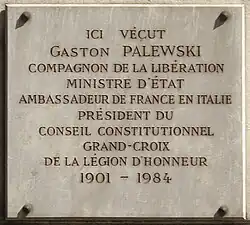 ICI VÉCUT
GASTON PALEWSKI
COMPAGNON DE LA LIBÉRATION
MINISTRE D'ÉTAT
AMBASSADEUR DE FRANCE EN ITALIE
PRÉSIDENT DU
CONSEIL CONSTITUTIONNEL
GRAND-CROIX
DE LA LÉGION D'HONNEUR
1901 - 1984